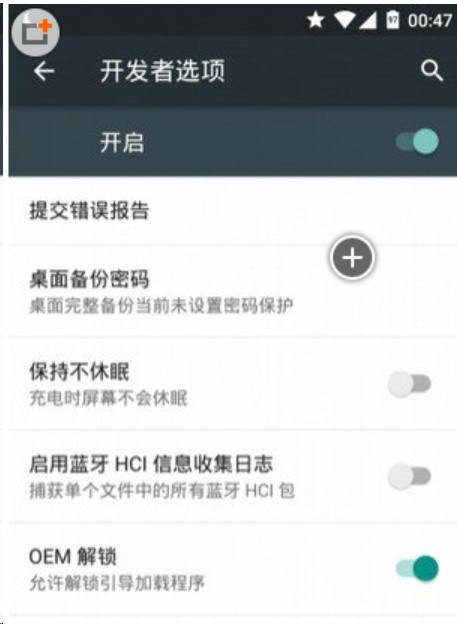 97 00:47
开发者选项
开启
提交错误报告
桌面备份密码
桌面完整备份当前未设置密码保护
保持不休眠
充电时屏幕不会休眠
启用蓝牙 HCI 信息收集日志
捕获单个文件中的所有蓝牙 HCI 包
OEM 解锁
允许解锁引导加载程序